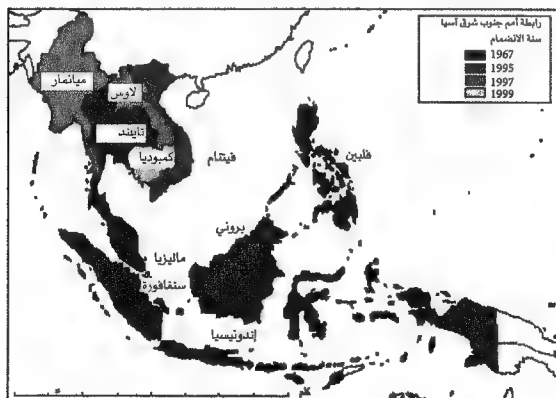 رابطة أمم جنوب شرق آسيا
سنة الانضمام
1967
1995
1997
1999
ميانمار
لاوس
تايلند
كمبوديا
فيتنام
فلبين
بروني
ماليزيا
سنغافورة
إندونيسيا